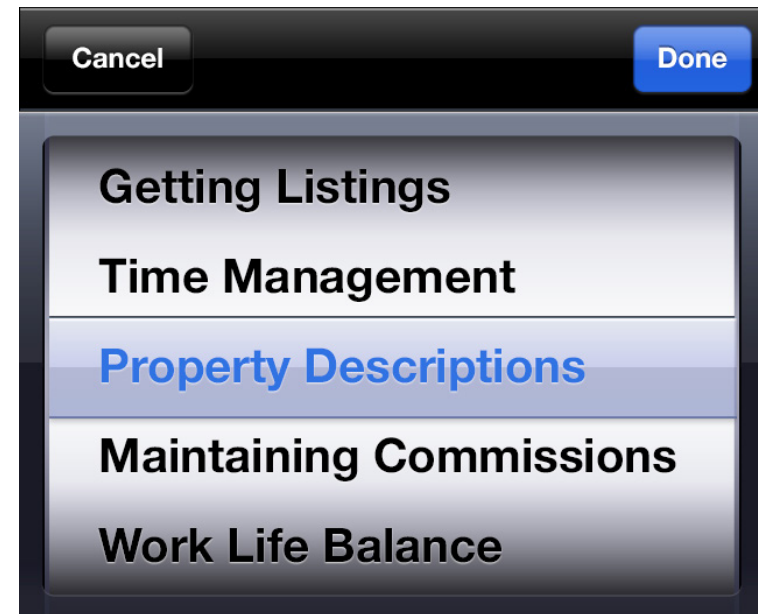 Cancel Done
Getting Listings
Time Management
Property Descriptions
Maintaining Commissions
Work Life Balance